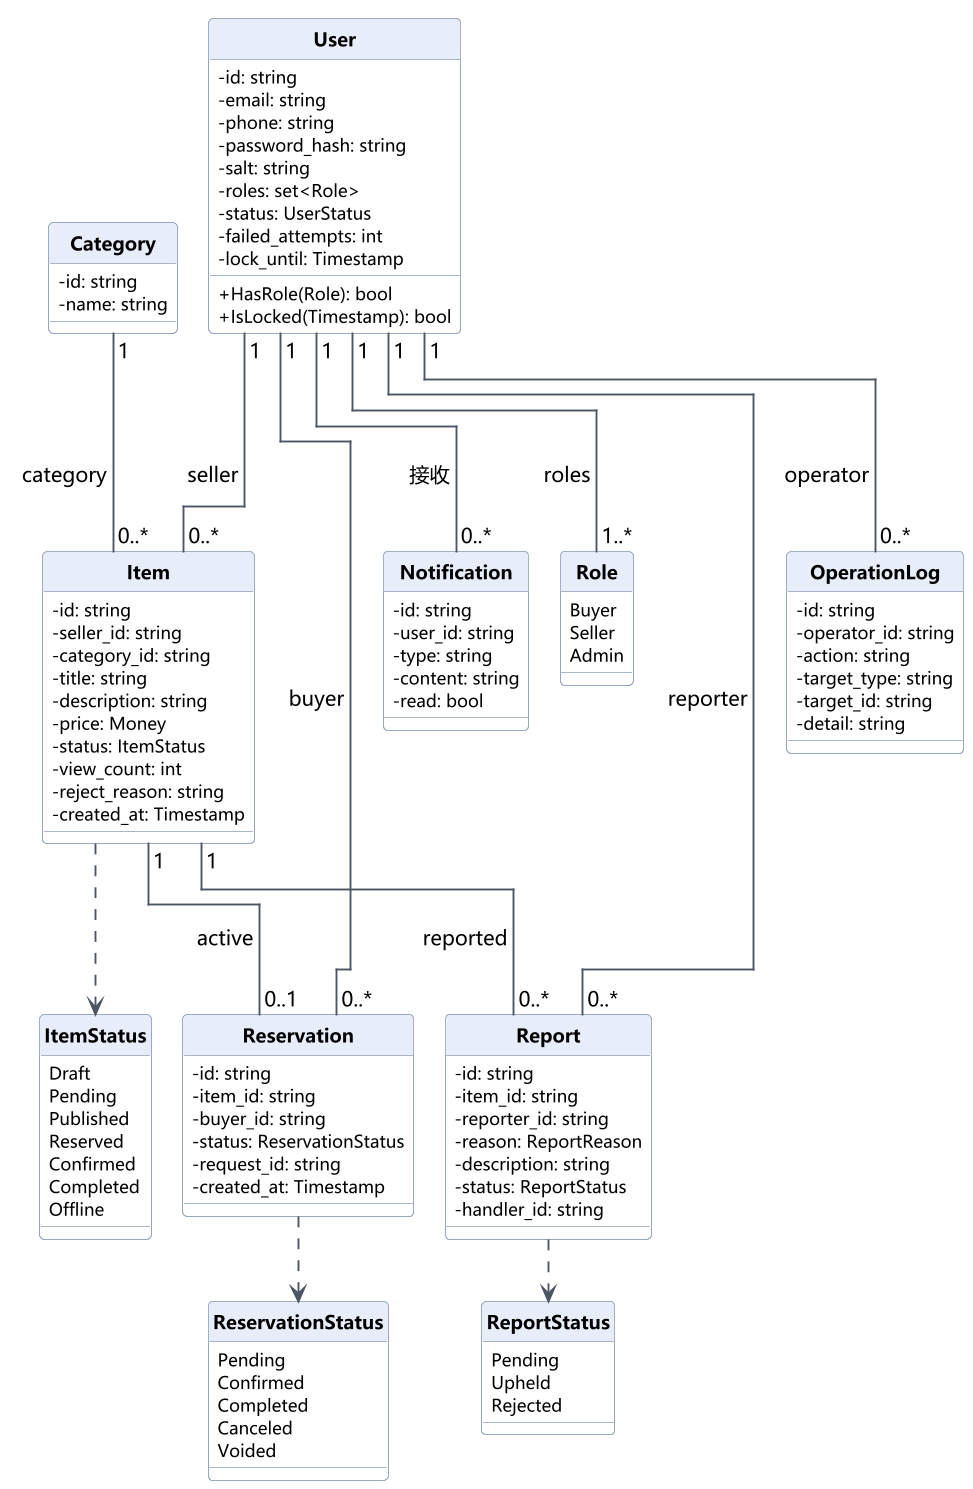 User
-id: string
-email: string
-phone: string
-password_hash: string
-salt: string
-roles: set<Role>
-status: UserStatus
-failed_attempts: int
-lock_until: Timestamp
+HasRole(Role): bool
+IsLocked(Timestamp): bool
Category
-id: string
-name: string
1
1
1
1
1
1
1
category
seller
接收
roles
operator
0..*
0..*
0..*
1..*
0..*
Item
-id: string
-seller_id: string
-category_id: string
-title: string
-description: string
-price: Money
-status: ItemStatus
-view_count: int
-reject_reason: string
-created_at: Timestamp
Notification
-id: string
-user_id: string
-type: string
-content: string
-read: bool
Role
Buyer
Seller
Admin
OperationLog
-id: string
-operator_id: string
-action: string
-target_type: string
-target_id: string
-detail: string
buyer
reporter
1
1
active
reported
0..1
0..*
0..*
0..*
ItemStatus
Draft
Pending
Published
Reserved
Confirmed
Completed
Offline
Reservation
-id: string
-item_id: string
-buyer_id: string
-status: ReservationStatus
-request_id: string
-created_at: Timestamp
Report
-id: string
-item_id: string
-reporter_id: string
-reason: ReportReason
-description: string
-status: ReportStatus
-handler_id: string
ReservationStatus
Pending
Confirmed
Completed
Canceled
Voided
ReportStatus
Pending
Upheld
Rejected